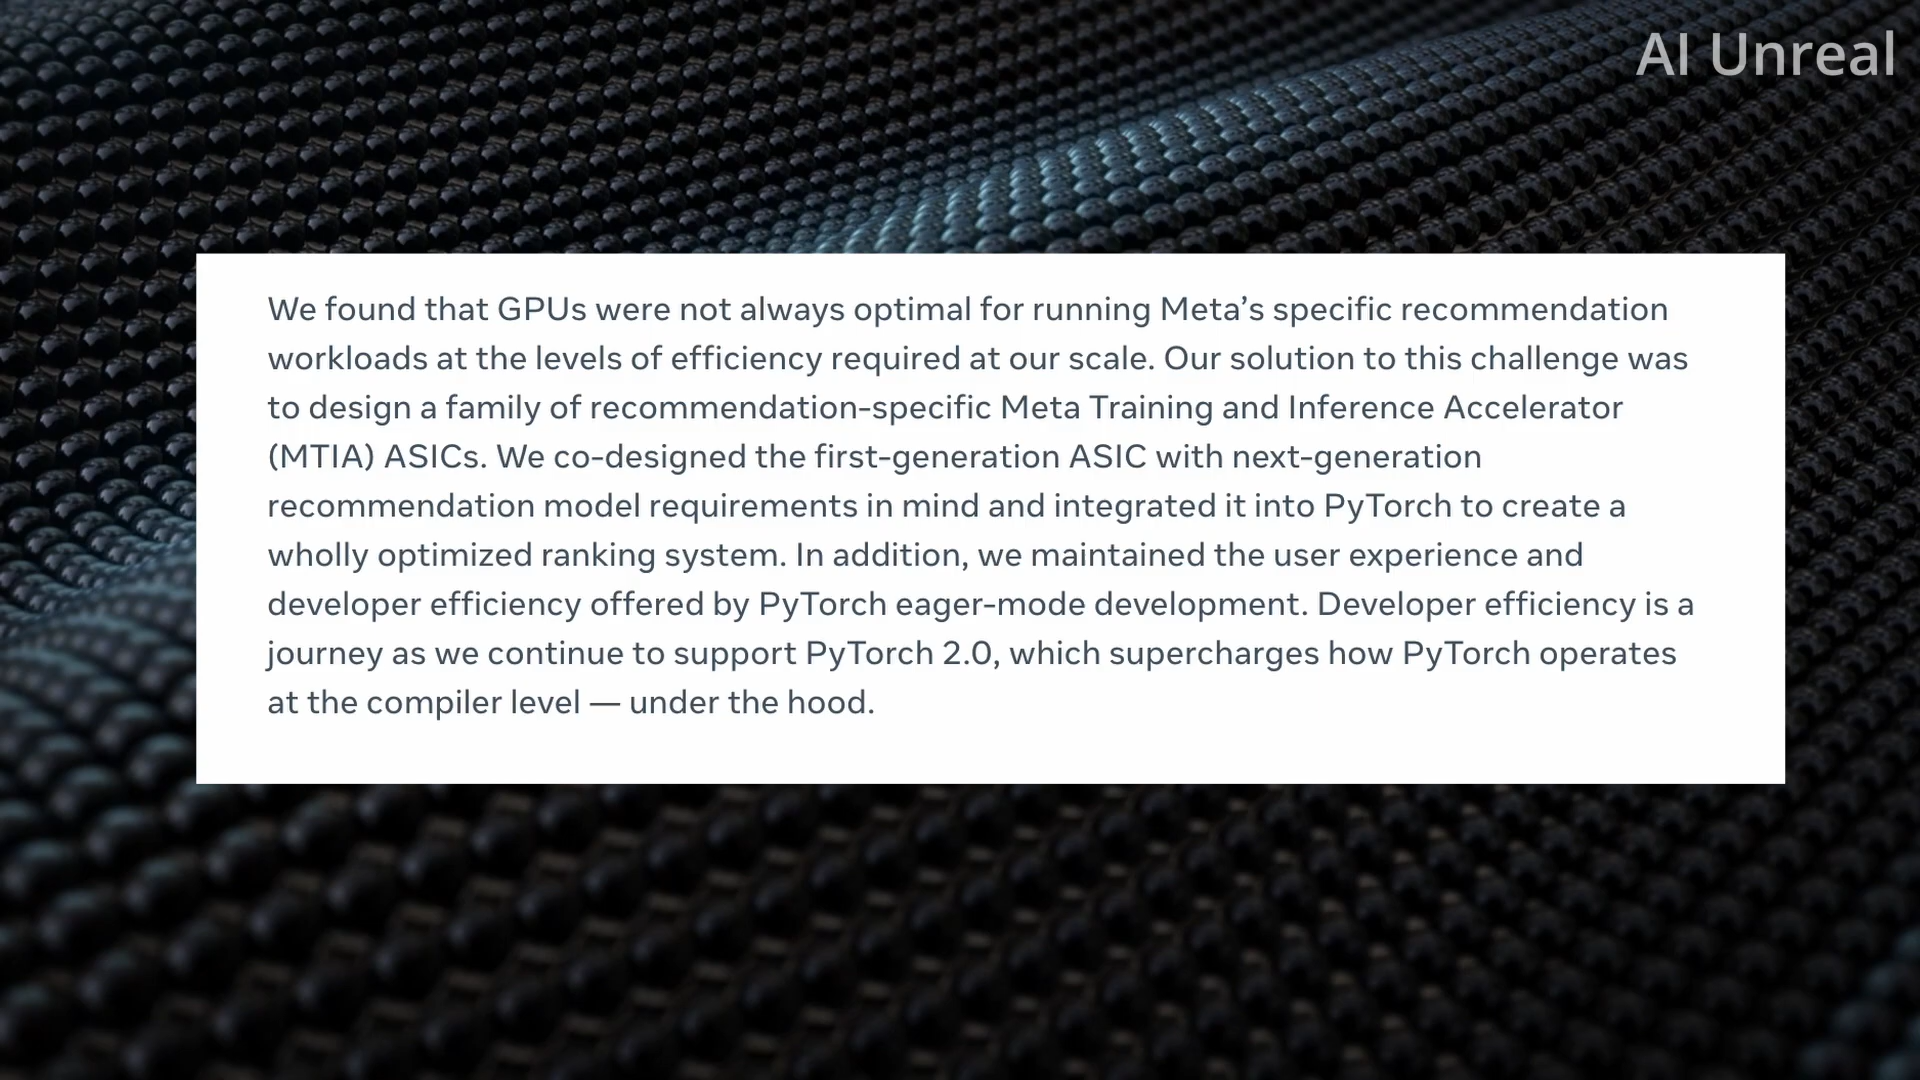 AI Unreal
We found that GPUs were not always optimal for running Meta’s specific recommendation
workloads at the levels of efficiency required at our scale. Our solution to this challenge was
to design a family of recommendation-specific Meta Training and Inference Accelerator
(MTIA) ASICs. We co-designed the first-generation ASIC with next-generation
recommendation model requirements in mind and integrated it into PyTorch to create a
wholly optimized ranking system. In addition, we maintained the user experience and
developer efficiency offered by PyTorch eager-mode development. Developer efficiency is a
journey as we continue to support PyTorch 2.0, which supercharges how PyTorch operates
at the compiler level — under the hood.